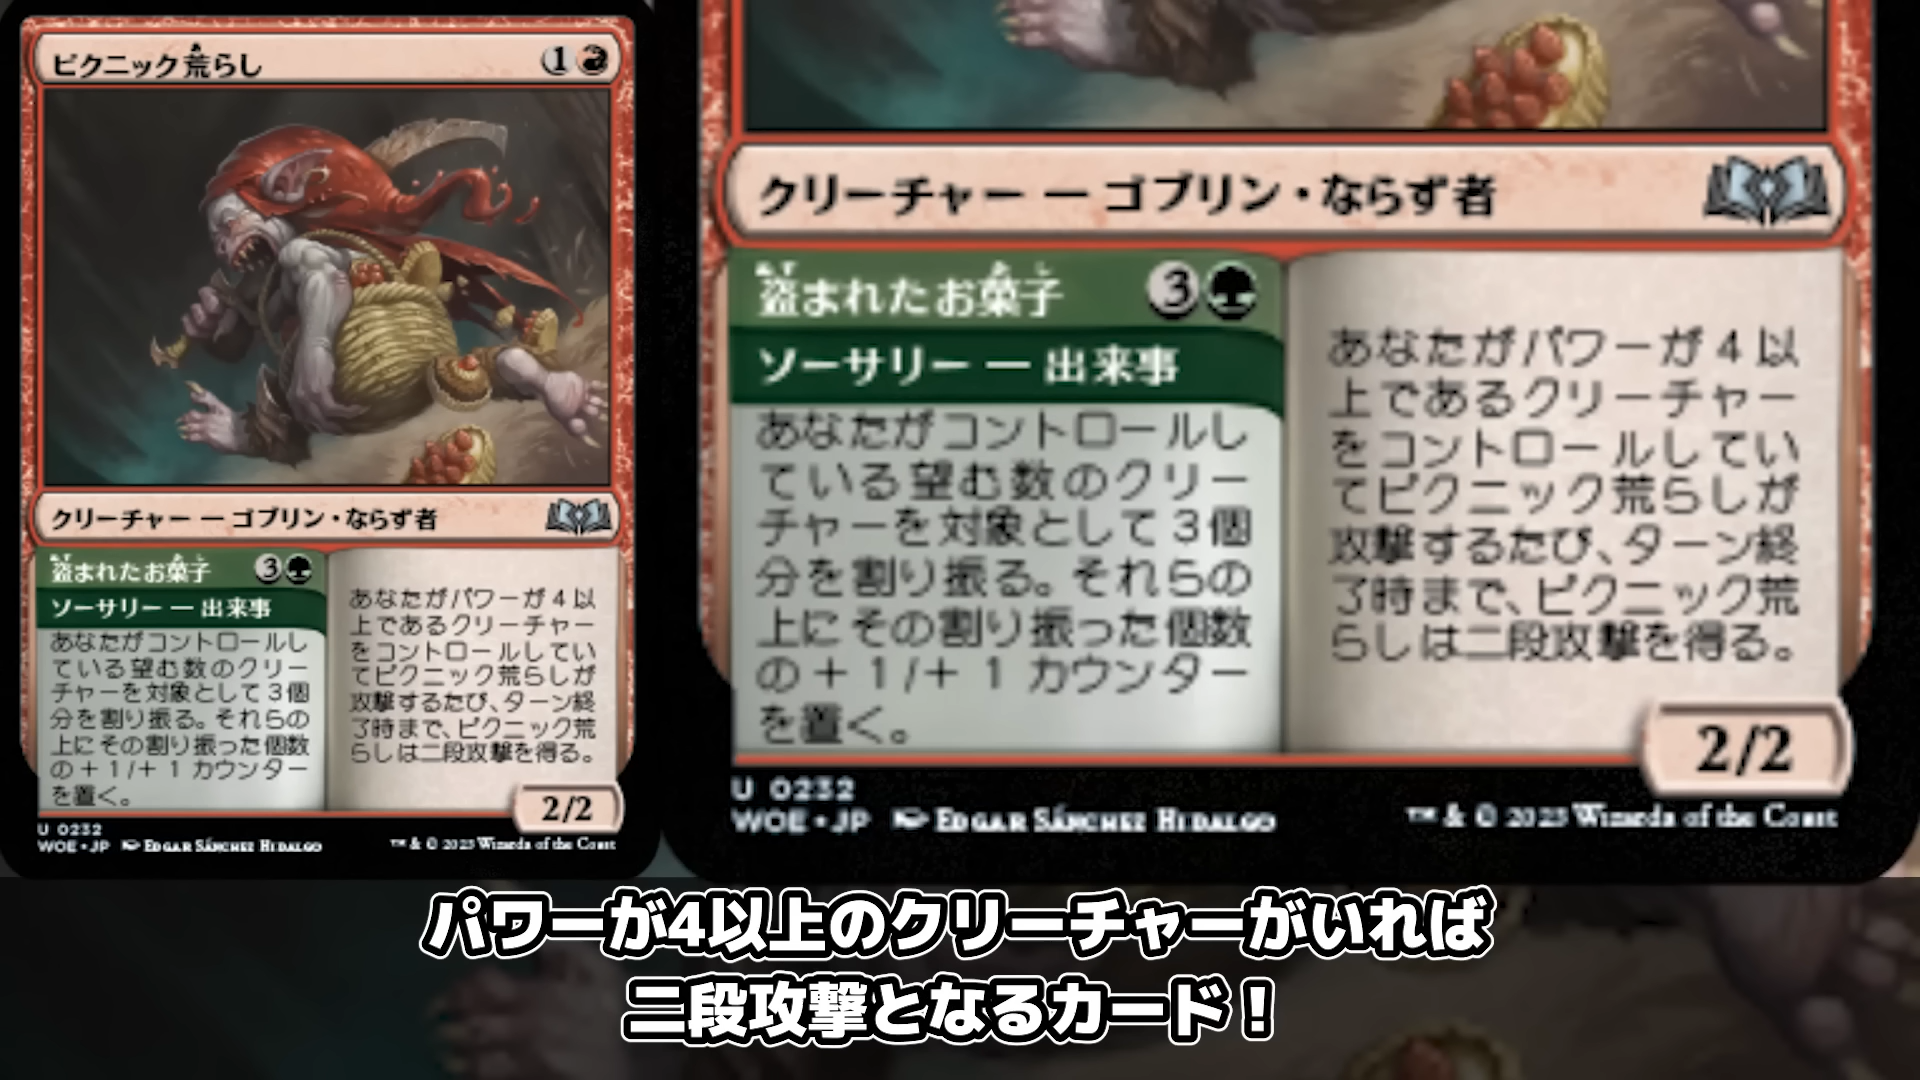 ピクニック荒らし
1
クリーチャー ― ゴブリン・ならず者
盗まれたお菓子
3
ソーサリー ― 出来事
あなたがコントロールし
ている望む数のクリー
チャーを対象として3個
分を割り振る。それらの
上にその割り振った個数
の+1/+1カウンター
を置く。
あなたがパワーが4以
上であるクリーチャー
をコントロールしてい
てピクニック荒らしが
攻撃するたび、ターン終
了時まで、ピクニック荒
らしは二段攻撃を得る。
2/2
U 0232
WOE • JP EDGAR SÁNCHEZ HIDALGO
™ & © 2023 Wizards of the Coast
クリーチャー ― ゴブリン・ならず者
盗まれたお菓子
3
ソーサリー ― 出来事
あなたがコントロールし
ている望む数のクリー
チャーを対象として3個
分を割り振る。それらの
上にその割り振った個数
の+1/+1カウンター
を置く。
あなたがパワーが4以
上であるクリーチャー
をコントロールしてい
てピクニック荒らしが
攻撃するたび、ターン終
了時まで、ピクニック荒
らしは二段攻撃を得る。
2/2
U 0232
WOE • JP EDGAR SÁNCHEZ HIDALGO
™ & © 2023 Wizards of the Coast
パワーが4以上のクリーチャーがいれば
二段攻撃となるカード！